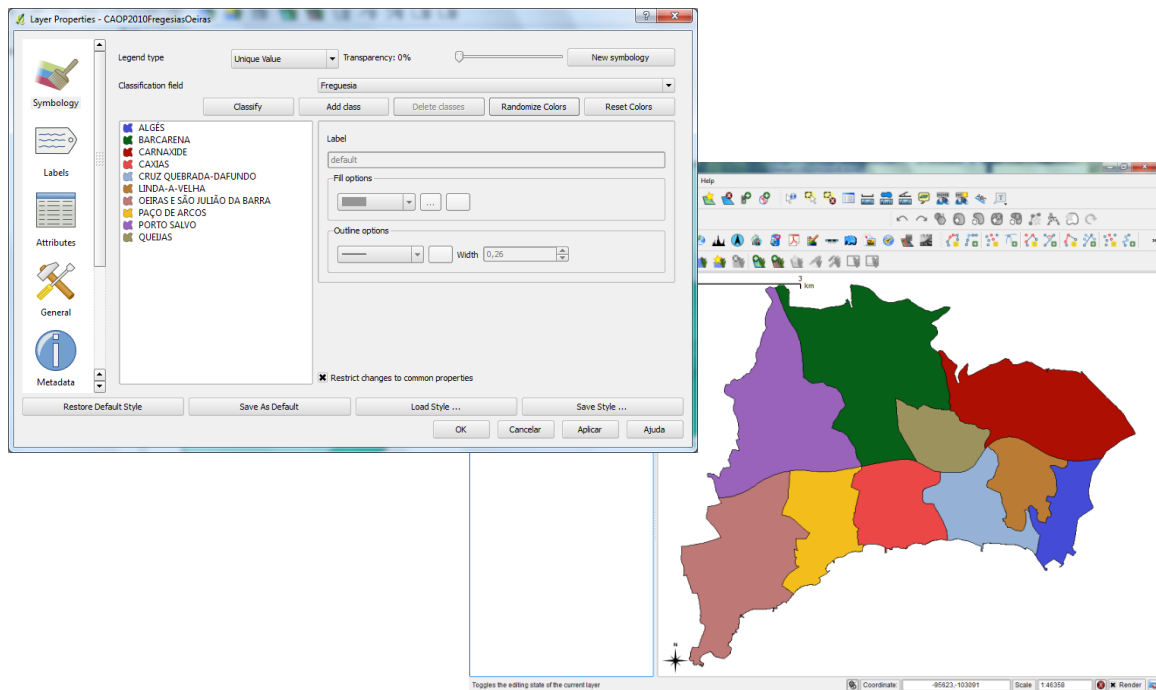 Layer Properties - CAOP2010FregesiasOeiras
Symbology
Labels
Attributes
General
Metadata
Legend type
Unique Value
Transparency: 0%
New symbology
Classification field
Freguesia
Classify
Add class
Delete classes
Randomize Colors
Reset Colors
ALGÉS
BARCARENA
CARNAXIDE
CAXIAS
CRUZ QUEBRADA-DAFUNDO
LINDA-A-VELHA
OEIRAS E SÃO JULIÃO DA BARRA
PAÇO DE ARCOS
PORTO SALVO
QUEIJAS
Label
default
Fill options
...
Outline options
Width
0,26
Restrict changes to common properties
Restore Default Style
Save As Default
Load Style ...
Save Style ...
OK
Cancelar
Aplicar
Ajuda
Help
3
km
N
Toggles the editing state of the current layer
Coordinate:
-95623,-103091
Scale
1:46358
Render